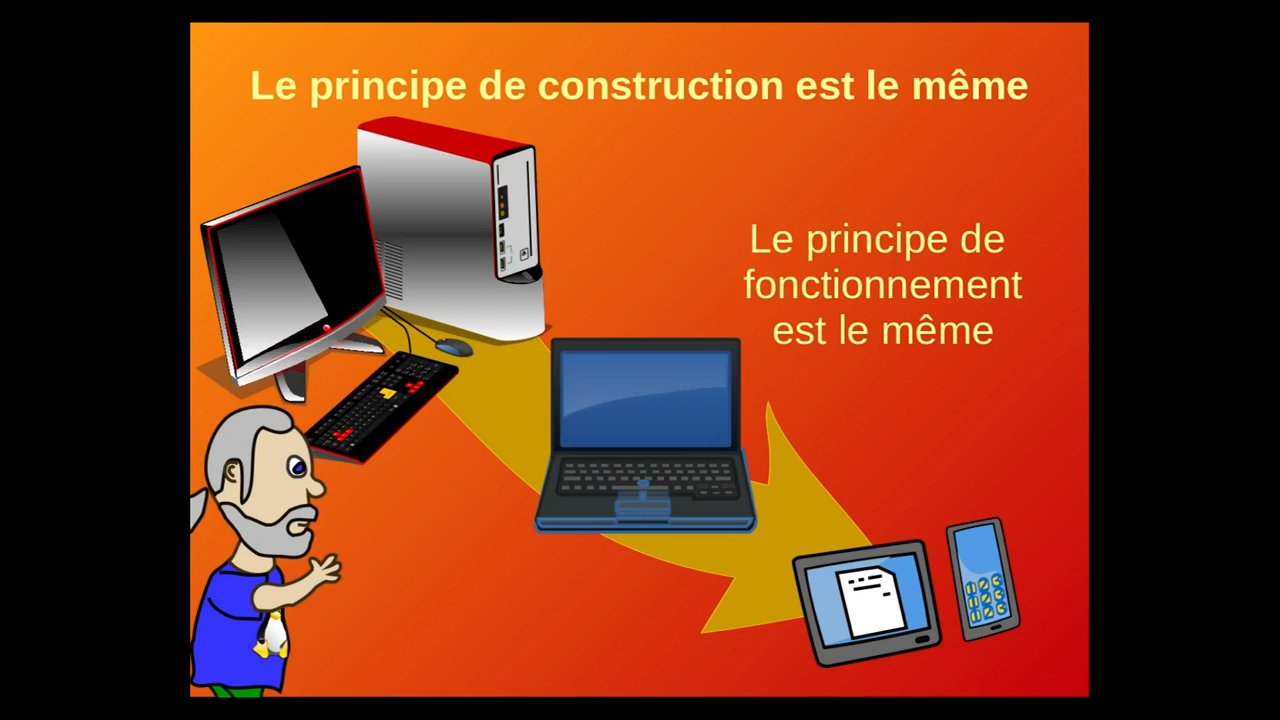 Le principe de construction est le même
Le principe de
fonctionnement
est le même